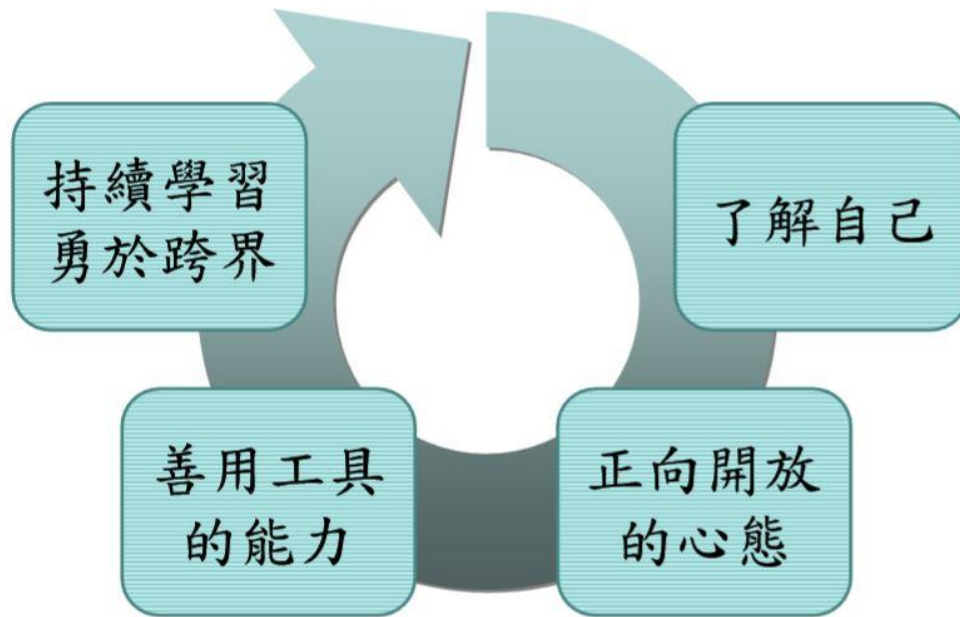 持續學習
勇於跨界
了解自己
善用工具
的能力
正向開放
的心態